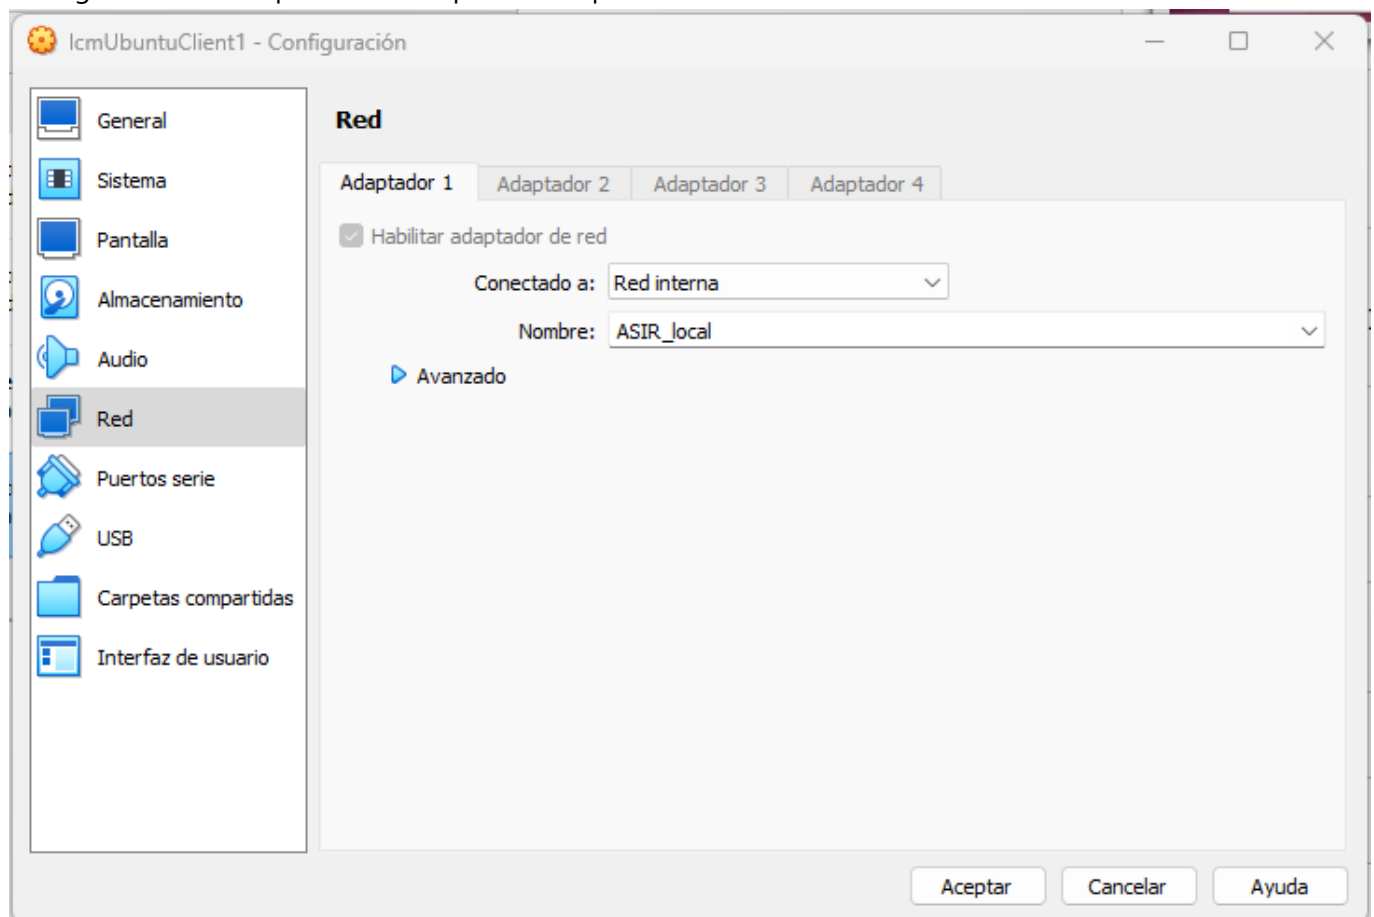 lcmUbuntuClient1 - Configuración
General
Sistema
Pantalla
Almacenamiento
Audio
Red
Puertos serie
USB
Carpetas compartidas
Interfaz de usuario
Red
Adaptador 1
Adaptador 2
Adaptador 3
Adaptador 4
Habilitar adaptador de red
Conectado a: Red interna
Nombre: ASIR_local
Avanzado
Aceptar
Cancelar
Ayuda